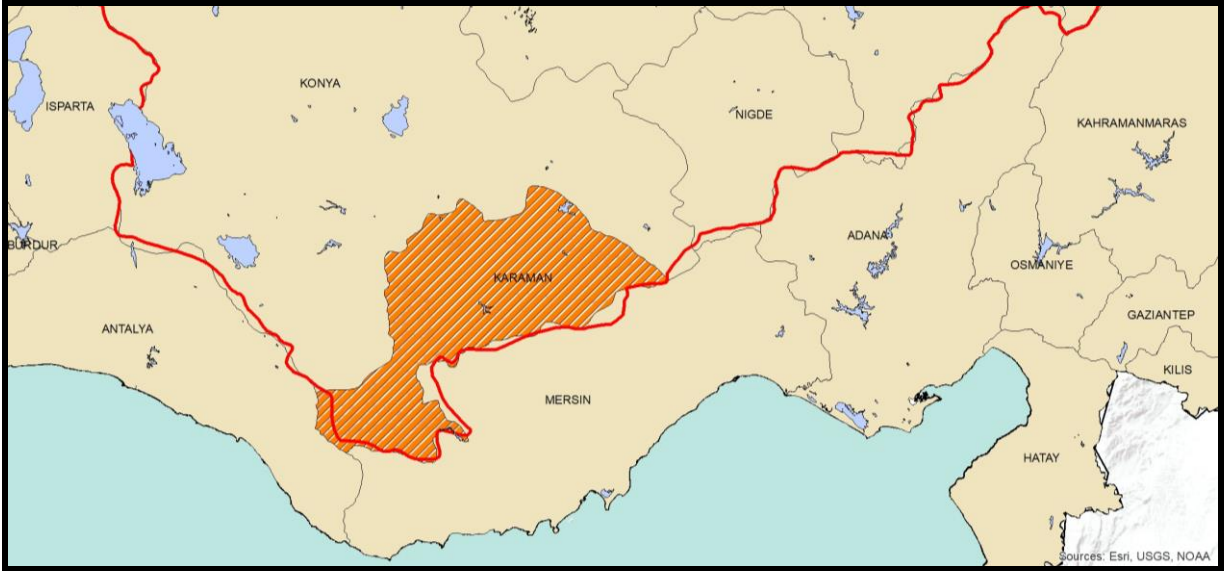 KONYA
ISPARTA
NIGDE
KAHRAMANMARAS
BURDUR
ADANA
OSMANIYE
KARAMAN
GAZIANTEP
ANTALYA
KILIS
MERSIN
HATAY
Sources: Esri, USGS, NOAA